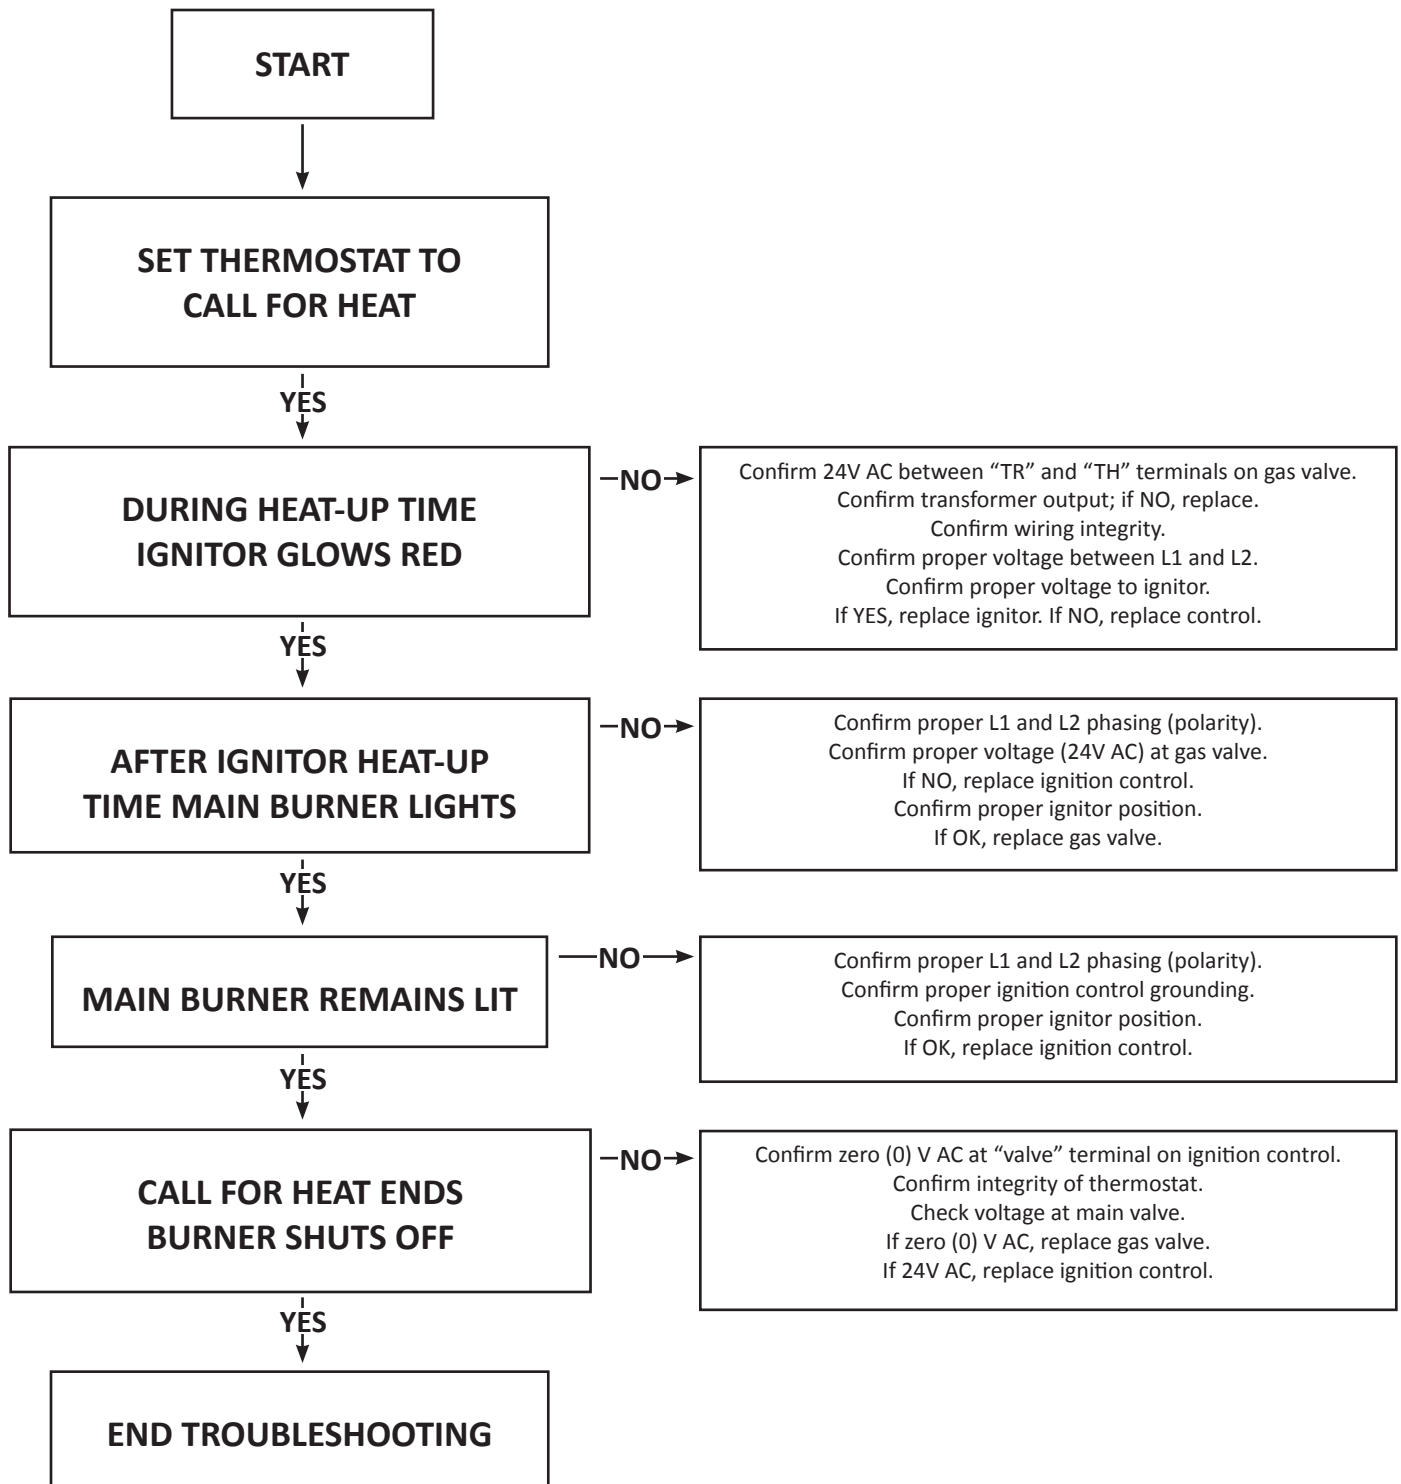 START
SET THERMOSTAT TO
CALL FOR HEAT
YES
DURING HEAT-UP TIME
IGNITOR GLOWS RED
NO
Confirm 24V AC between “TR” and “TH” terminals on gas valve.
Confirm transformer output; if NO, replace.
Confirm wiring integrity.
Confirm proper voltage between L1 and L2.
Confirm proper voltage to ignitor.
If YES, replace ignitor. If NO, replace control.
YES
AFTER IGNITOR HEAT-UP
TIME MAIN BURNER LIGHTS
NO
Confirm proper L1 and L2 phasing (polarity).
Confirm proper voltage (24V AC) at gas valve.
If NO, replace ignition control.
Confirm proper ignitor position.
If OK, replace gas valve.
YES
MAIN BURNER REMAINS LIT
NO
Confirm proper L1 and L2 phasing (polarity).
Confirm proper ignition control grounding.
Confirm proper ignitor position.
If OK, replace ignition control.
YES
CALL FOR HEAT ENDS
BURNER SHUTS OFF
NO
Confirm zero (0) V AC at “valve” terminal on ignition control.
Confirm integrity of thermostat.
Check voltage at main valve.
If zero (0) V AC, replace gas valve.
If 24V AC, replace ignition control.
YES
END TROUBLESHOOTING